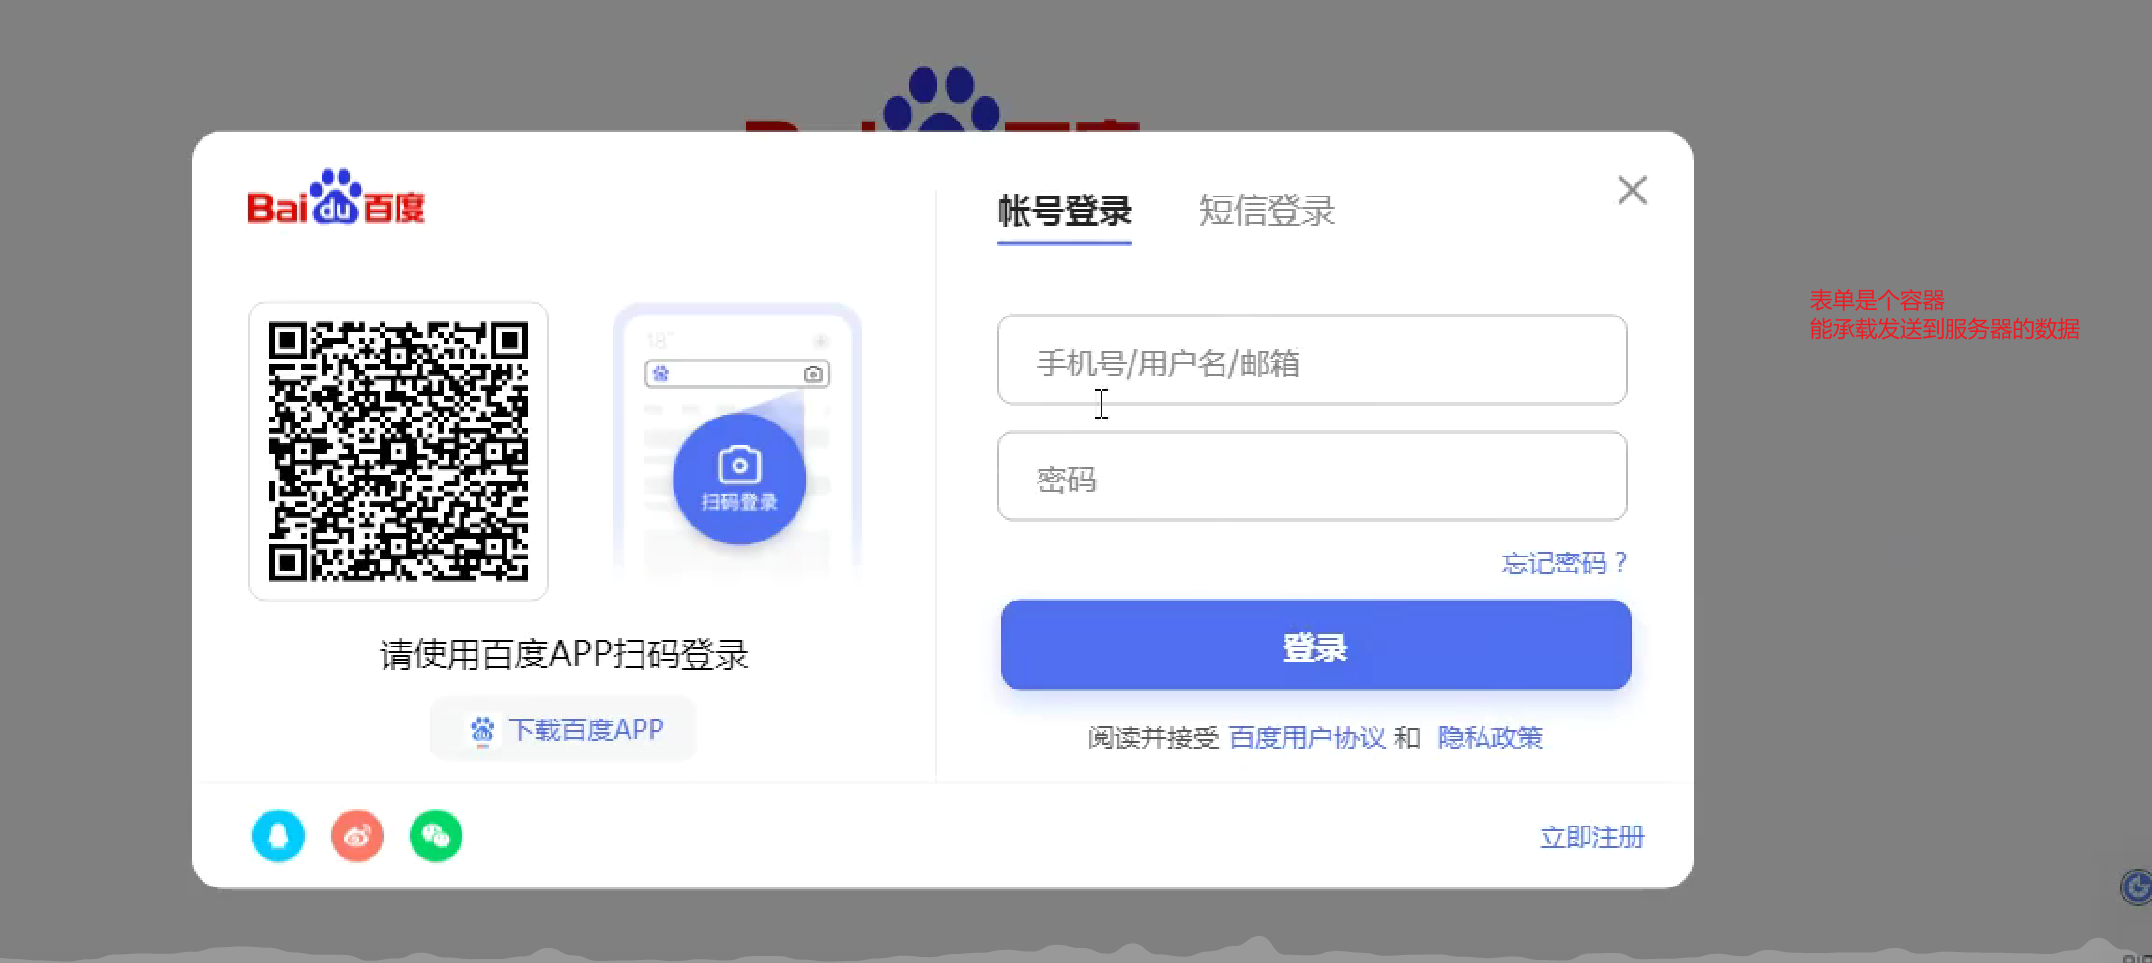 Bai du 百度
帐号登录 短信登录
表单是个容器
能承载发送到服务器的数据
18°
手机号/用户名/邮箱
密码
扫码登录
忘记密码?
登录
请使用百度APP扫码登录
下载百度APP
阅读并接受 百度用户协议 和 隐私政策
立即注册